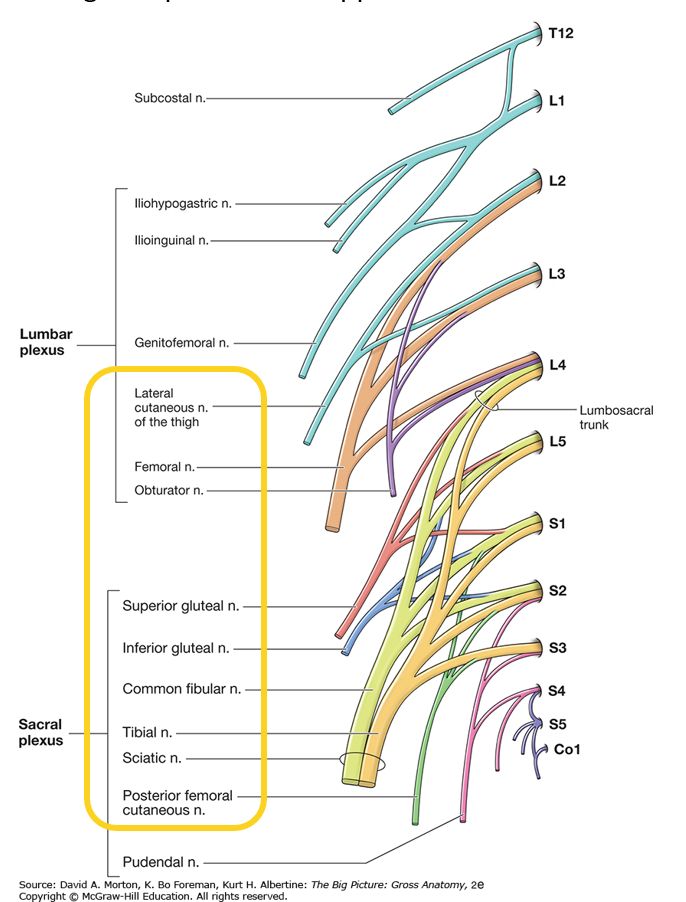 T12
Subcostal n.
L1
L2
Iliohypogastric n.
Ilioinguinal n.
L3
Lumbar
plexus
Genitofemoral n.
L4
Lateral
cutaneous n.
of the thigh
Lumbosacral
trunk
L5
Femoral n.
Obturator n.
S1
S2
Superior gluteal n.
Inferior gluteal n.
S3
Common fibular n.
S4
Sacral
plexus
Tibial n.
S5
Co1
Sciatic n.
Posterior femoral
cutaneous n.
Pudendal n.
Source: David A. Morton, K. Bo Foreman, Kurt H. Albertine: The Big Picture: Gross Anatomy, 2e
Copyright © McGraw-Hill Education. All rights reserved.